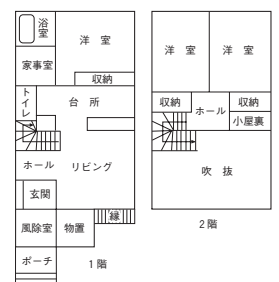 浴室
洋室
洋室
洋室
家事室
収納
トイレ
台所
収納
ホール
収納
小屋裏
ホール
リビング
吹抜
玄関
縁
風除室
物置
2階
ポーチ
1階